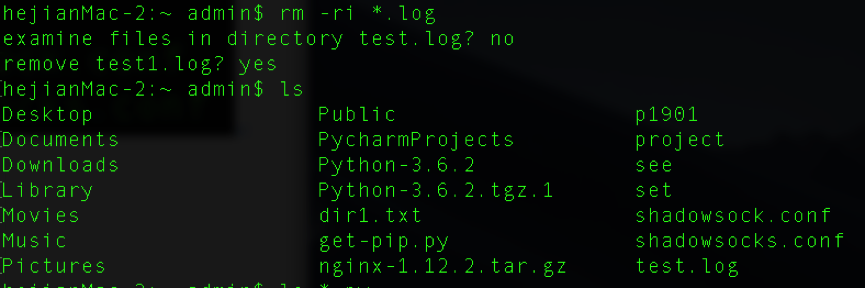 hejianMac-2:~ admin$ rm -ri *.log
examine files in directory test.log? no
remove test1.log? yes
[hejianMac-2:~ admin$ ls
Desktop Public p1901
Documents PycharmProjects project
Downloads Python-3.6.2 see
Library Python-3.6.2.tgz.1 set
Movies dir1.txt shadowsock.conf
Music get-pip.py shadowsocks.conf
Pictures nginx-1.12.2.tar.gz test.log